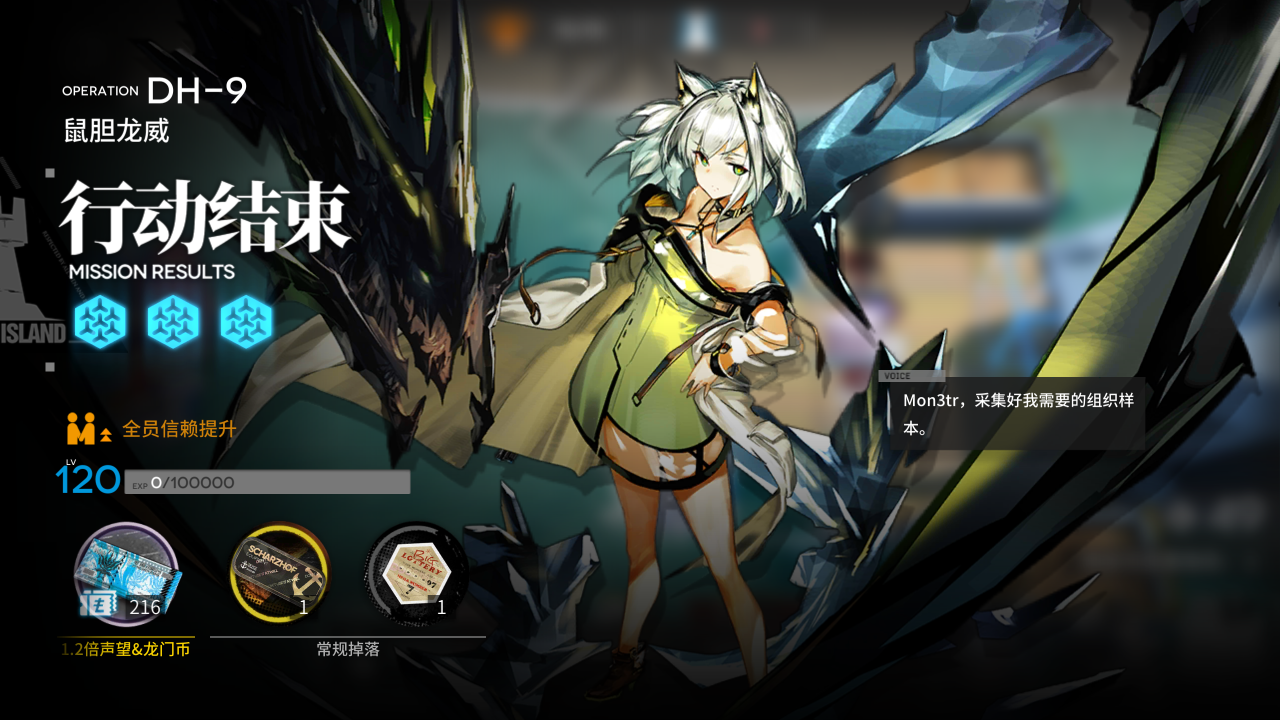 OPERATION DH-9
鼠胆龙威
行动结束
MISSION RESULTS
ISLAND
全员信赖提升
LV
120
EXP 0/100000
VOICE
Mon3tr，采集好我需要的组织样
本。
SCHARZHOF
LOTTERY
216
1
1
1.2倍声望&龙门币
常规掉落